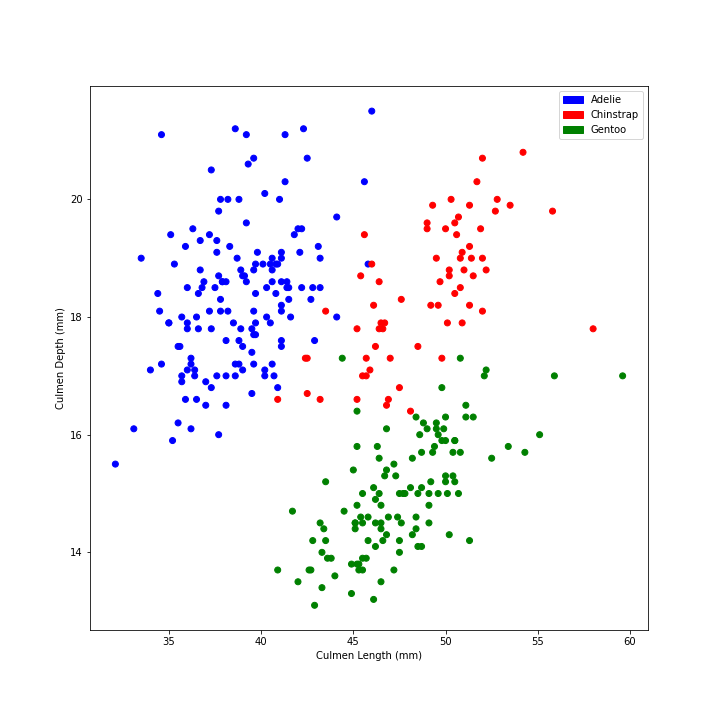 Adelie
Chinstrap
Gentoo
20
18
16
14
Culmen Depth (mm)
35 40 45 50 55 60
Culmen Length (mm)